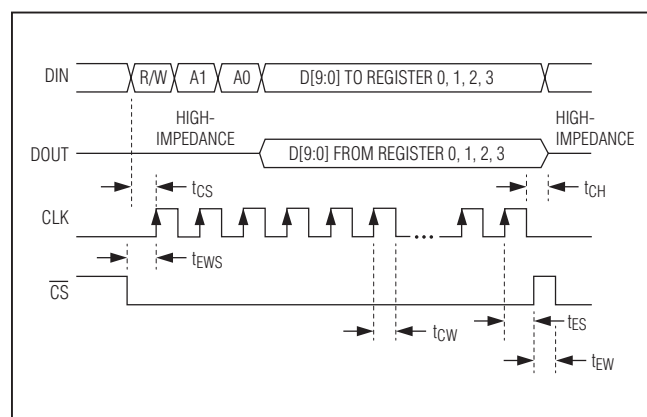 DIN R/W A1 A0 D[9:0] TO REGISTER 0, 1, 2, 3
HIGH-
IMPEDANCE
HIGH-
IMPEDANCE
DOUT D[9:0] FROM REGISTER 0, 1, 2, 3
tCS
tCH
CLK
...
tEWS
CS
tCW
tES
tEW